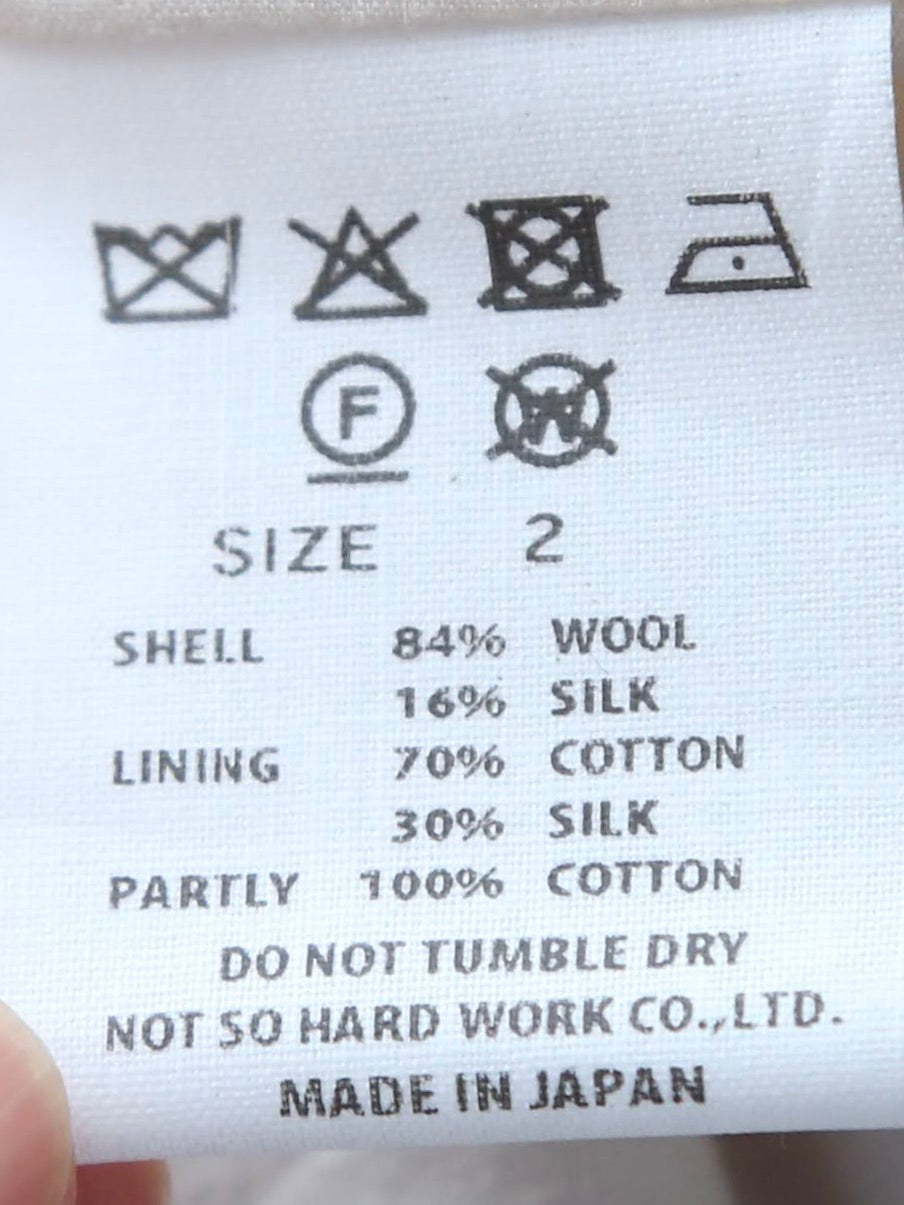 F W
SIZE 2
SHELL 84% WOOL
16% SILK
LINING 70% COTTON
30% SILK
PARTLY 100% COTTON
DO NOT TUMBLE DRY
NOT SO HARD WORK CO.,LTD.
MADE IN JAPAN